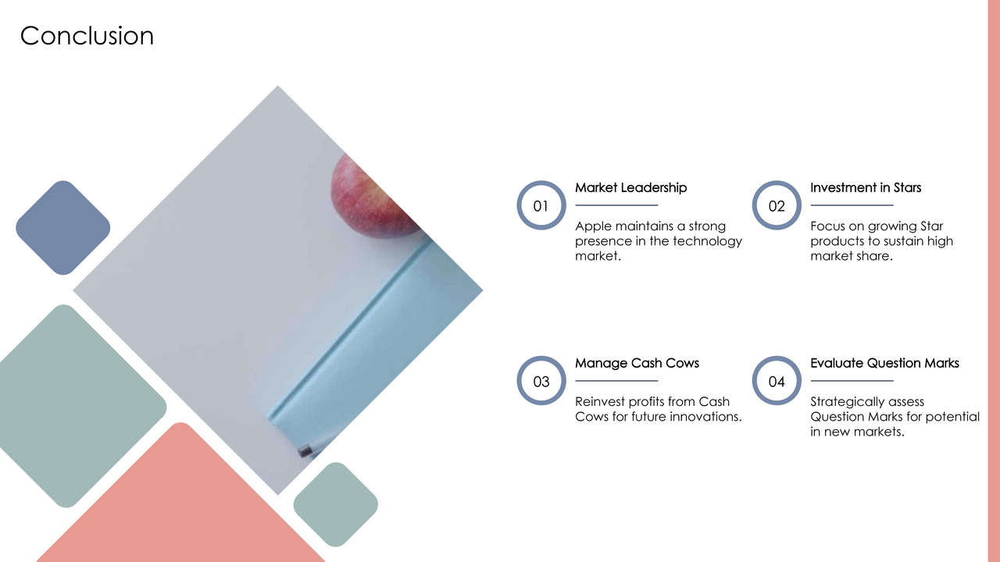 Conclusion
01
Market Leadership
Apple maintains a strong
presence in the technology
market.
02
Investment in Stars
Focus on growing Star
products to sustain high
market share.
03
Manage Cash Cows
Reinvest profits from Cash
Cows for future innovations.
04
Evaluate Question Marks
Strategically assess
Question Marks for potential
in new markets.